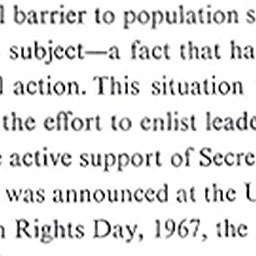 l barrier to population s
subject—a fact that ha
l action. This situation
the effort to enlist leade
active support of Secre
was announced at the U
n Rights Day, 1967, the